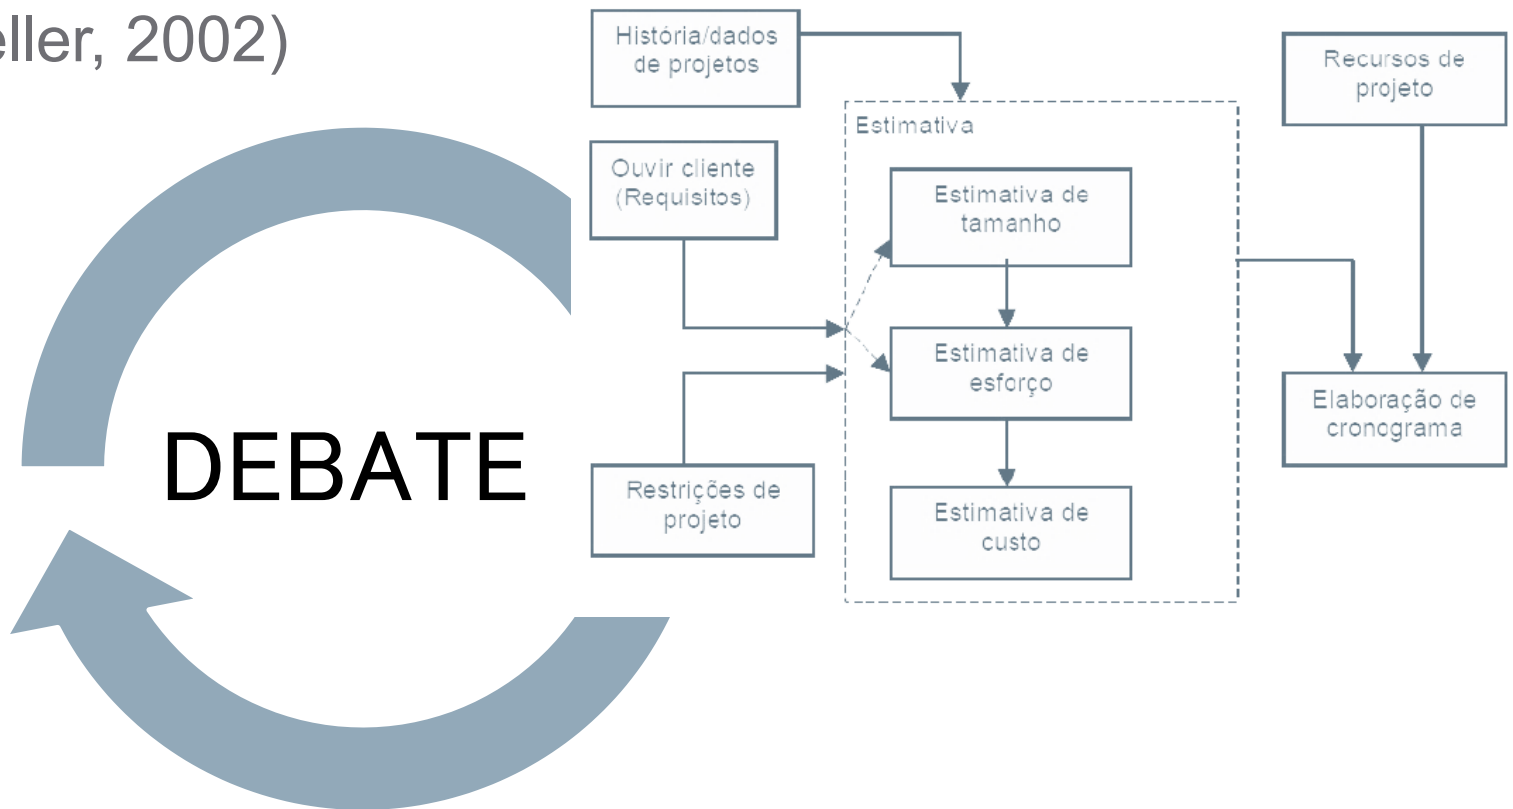 eller, 2002)
História/dados
de projetos
Recursos de
projeto
Estimativa
Ouvir cliente
(Requisitos)
Estimativa de
tamanho
Estimativa de
esforço
Elaboração de
cronograma
DEBATE
Restrições de
projeto
Estimativa de
custo